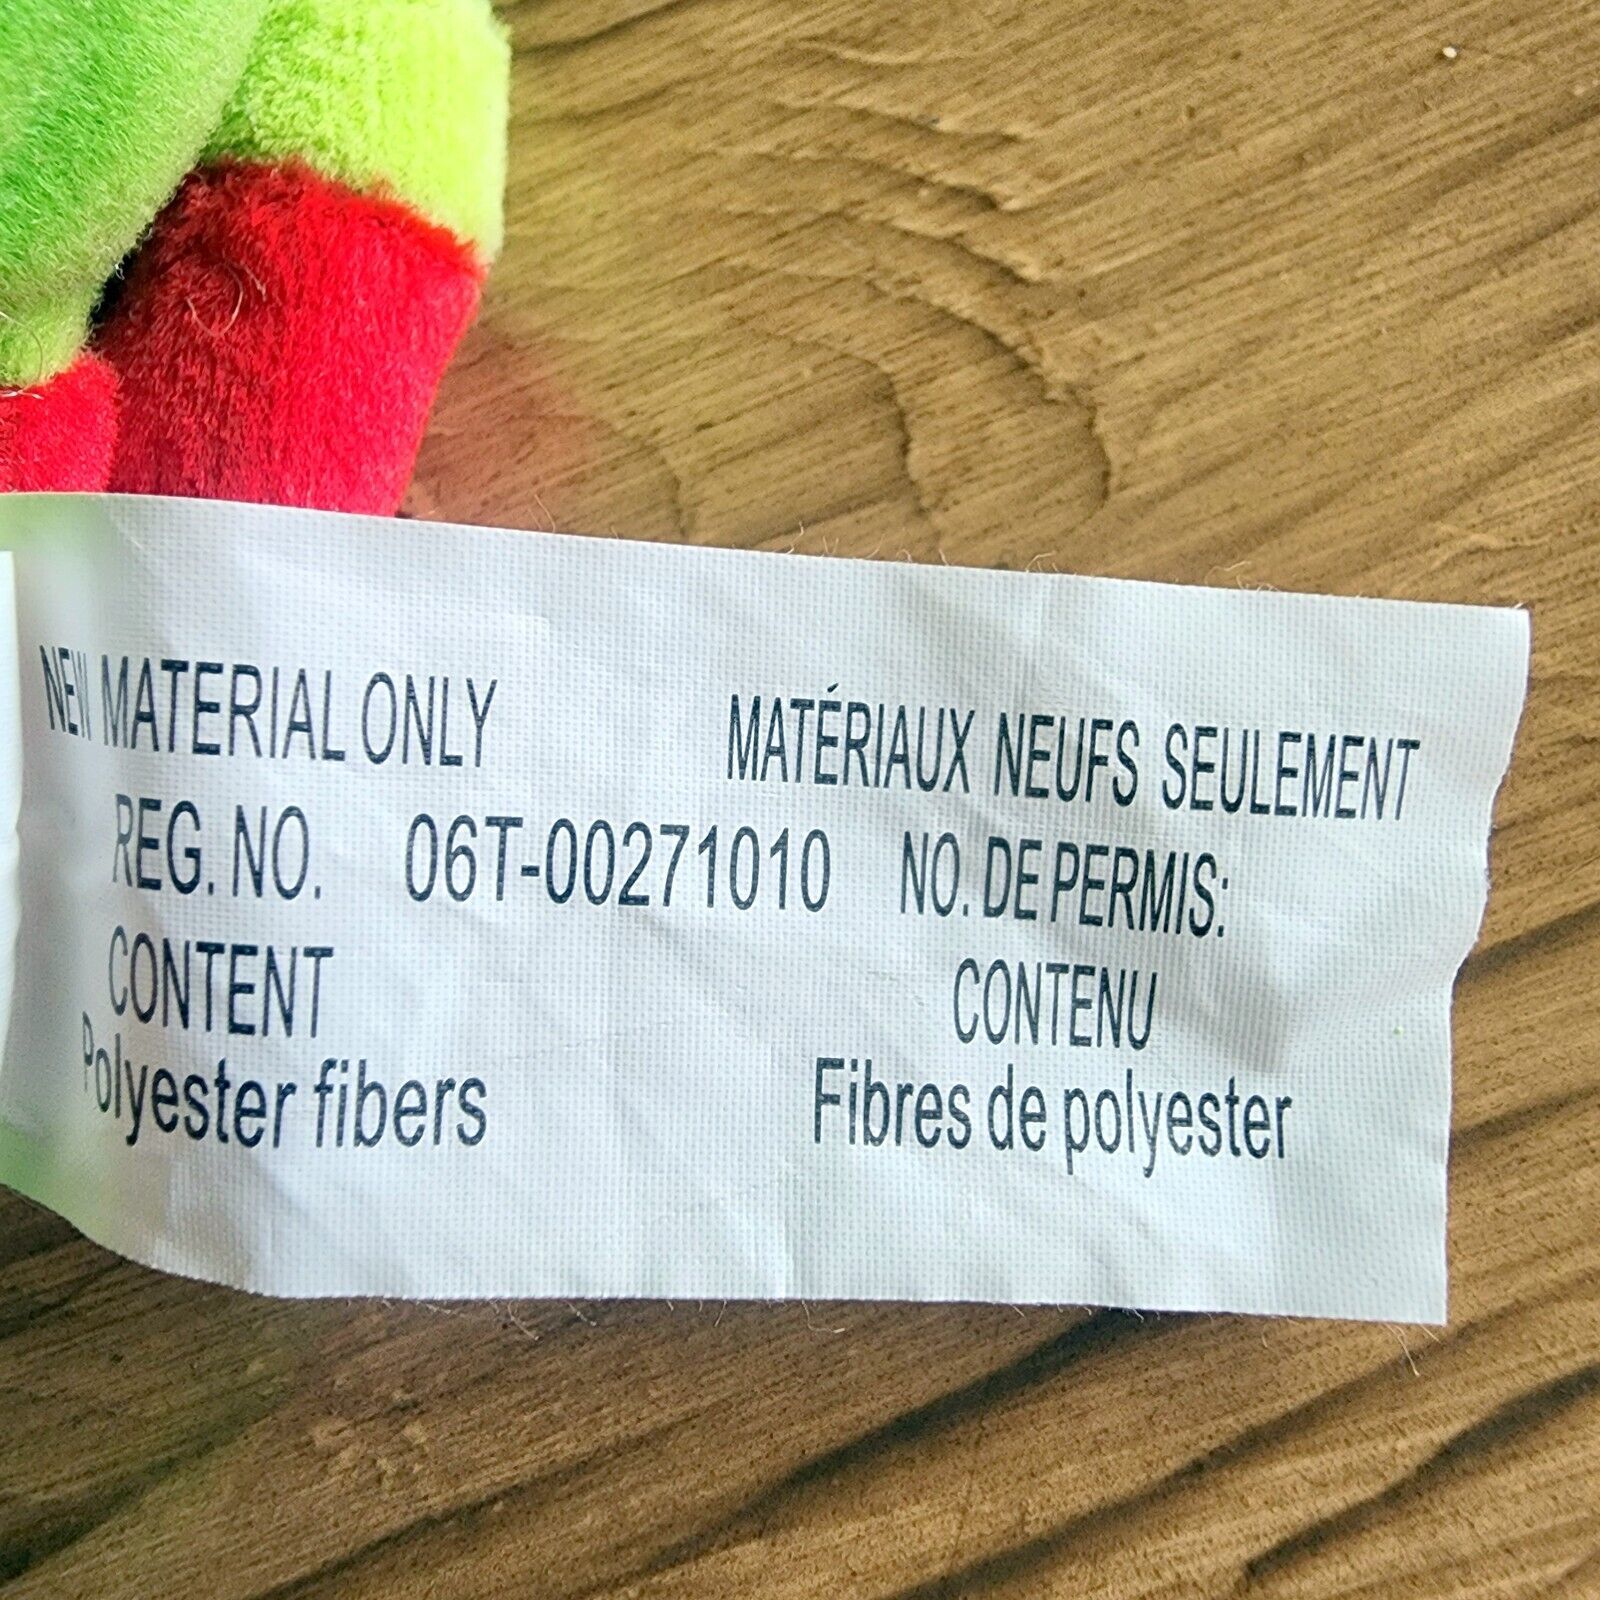 NEW MATERIAL ONLY MATÉRIAUX NEUFS SEULEMENT
REG. NO. 06T-00271010 NO. DE PERMIS:
CONTENT CONTENU
Polyester fibers Fibres de polyester